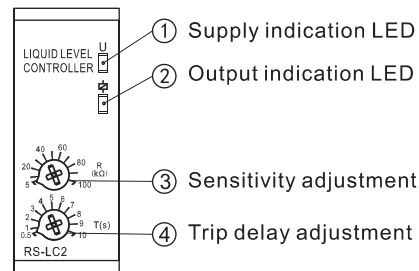 ① Supply indication LED
U
LIQUID LEVEL
CONTROLLER
② Output indication LED
40 60
20 80
5 100
R
(kΩ)
③ Sensitivity adjustment
0.5 1 2 3 4 5 6 7 8 9 10
T(s)
④ Trip delay adjustment
RS-LC2